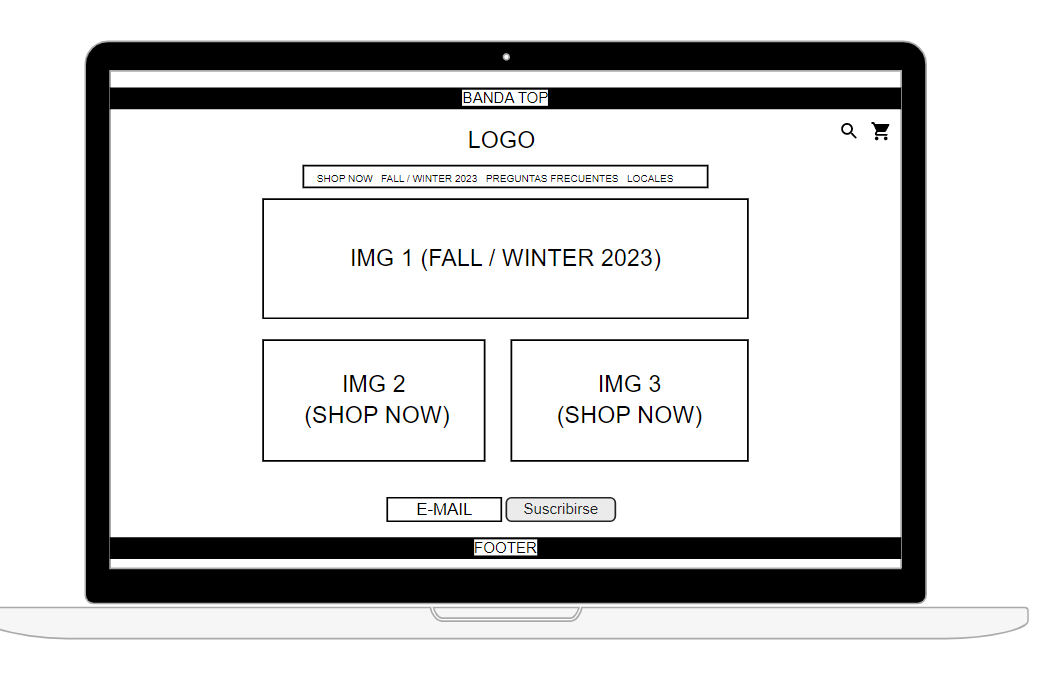 BANDA TOP
LOGO
SHOP NOW FALL / WINTER 2023 PREGUNTAS FRECUENTES LOCALES
IMG 1 (FALL / WINTER 2023)
IMG 2
(SHOP NOW)
IMG 3
(SHOP NOW)
E-MAIL Suscribirse
FOOTER